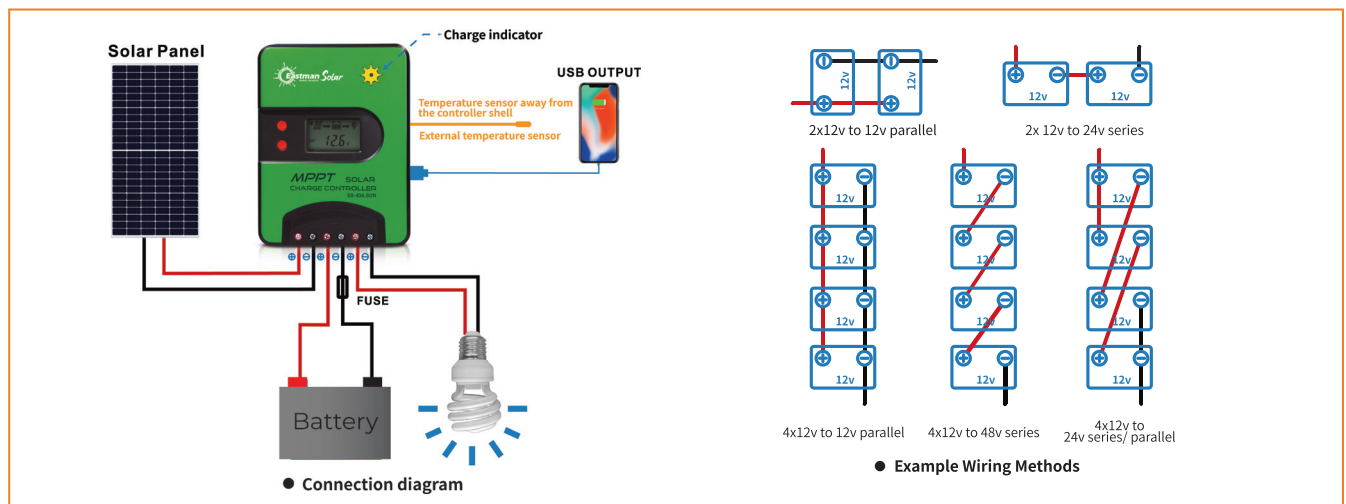 Solar Panel
Eastman Solar
Charge indicator
USB OUTPUT
Temperature sensor away from
the controller shell
External temperature sensor
12.6 v
MPPT SOLAR
CHARGE CONTROLLER
FUSE
Battery
● Connection diagram
12v 12v
2x12v to 12v parallel
12v 12v
2x 12v to 24v series
12v
12v
12v
12v
4x12v to 12v parallel
12v
12v
12v
12v
4x12v to 48v series
12v
12v
12v
12v
4x12v to
24v series/ parallel
● Example Wiring Methods